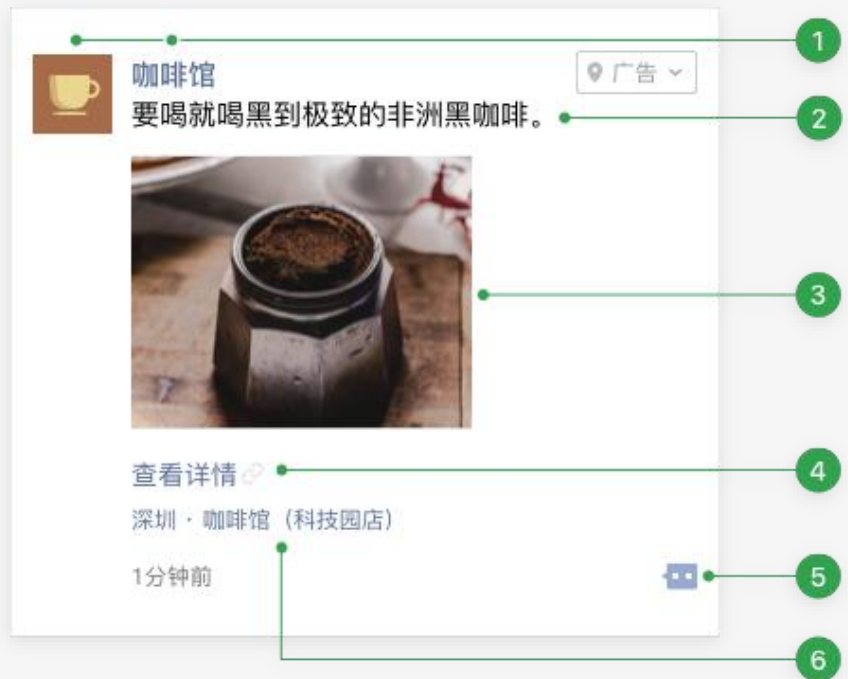 1
咖啡馆
广告
要喝就喝黑到极致的非洲黑咖啡。
2
3
查看详情
4
深圳 · 咖啡馆（科技园店）
1分钟前
5
6